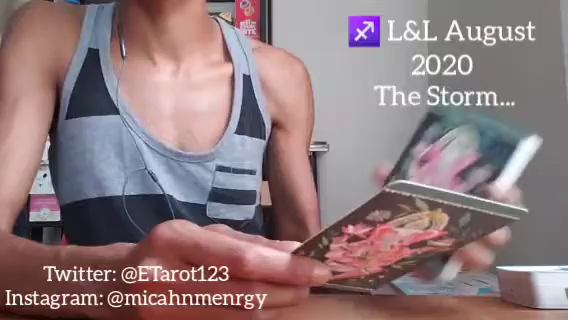 ♐ L&L August
2020
The Storm...
Twitter: @ETarot123
Instagram: @micahnmenrgy